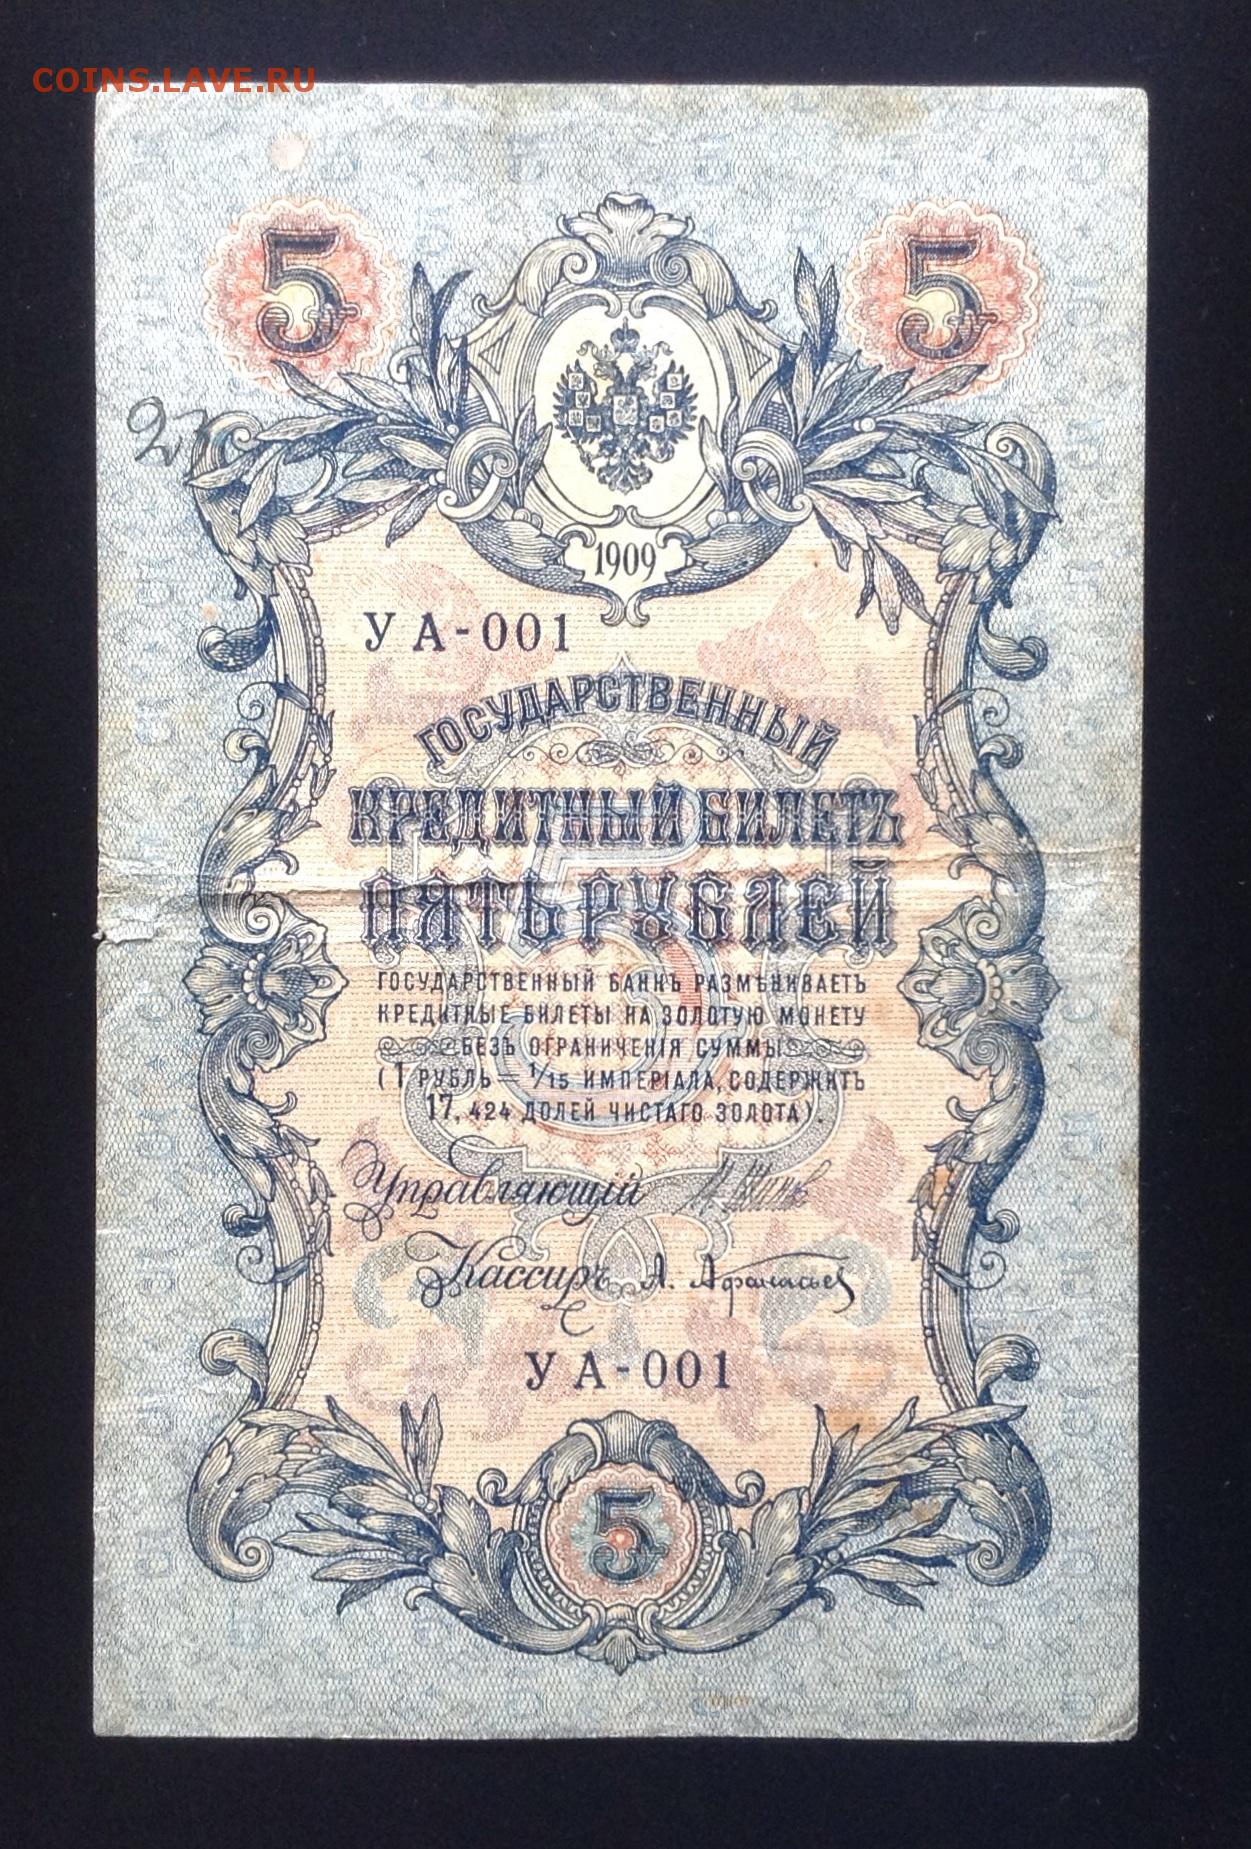 COINS.LAVE.RU
5 5
1909
УА-001
ГОСУДАРСТВЕННЫЙ
КРЕДИТНЫЙ БИЛЕТЪ
ПЯТЬ РУБЛЕЙ
ГОСУДАРСТВЕННЫЙ БАНКЪ РАЗМѢНИВАЕТЪ
КРЕДИТНЫЕ БИЛЕТЫ НА ЗОЛОТУЮ МОНЕТУ
БЕЗЪ ОГРАНИЧЕНІЯ СУММЫ
(1 РУБЛЬ — 1/15 ИМПЕРІАЛА, СОДЕРЖИТЪ
17,424 ДОЛЕЙ ЧИСТАГО ЗОЛОТА).
Управляющій
Кассиръ А. Афанасьев
УА-001
5